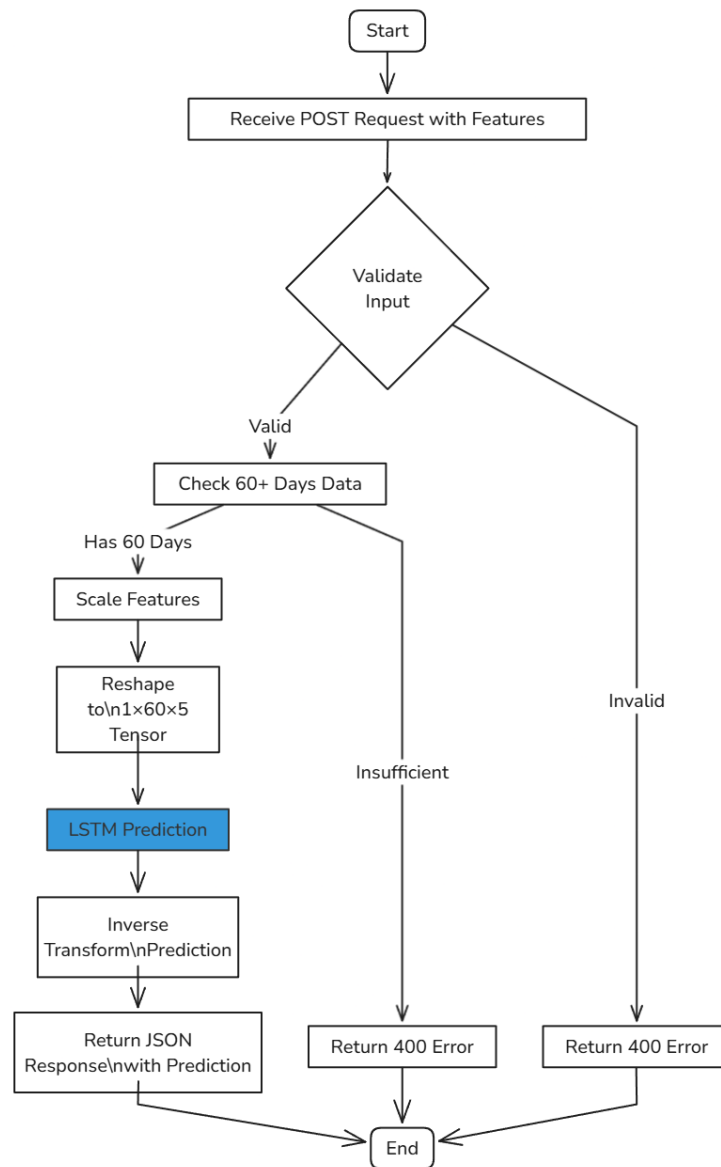 Start
Receive POST Request with Features
Validate
Input
Valid
Check 60+ Days Data
Has 60 Days
Scale Features
Reshape
to\n1×60×5
Tensor
Invalid
Insufficient
LSTM Prediction
Inverse
Transform\nPrediction
Return JSON
Response\nwith Prediction
Return 400 Error
Return 400 Error
End